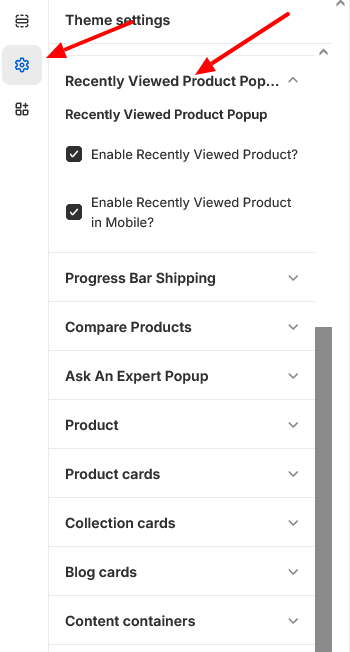 Theme settings
Recently Viewed Product Pop...
Recently Viewed Product Popup
Enable Recently Viewed Product?
Enable Recently Viewed Product
in Mobile?
Progress Bar Shipping
Compare Products
Ask An Expert Popup
Product
Product cards
Collection cards
Blog cards
Content containers